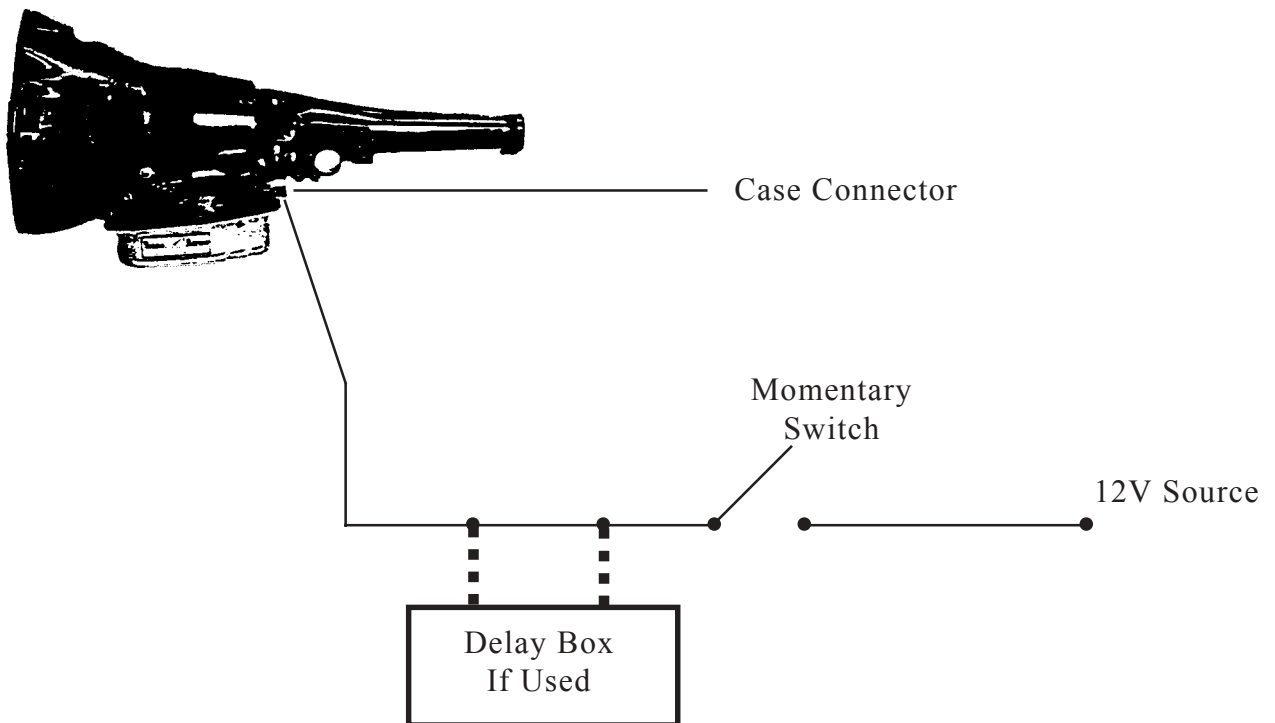 Case Connector
Momentary
Switch
12V Source
Delay Box
If Used